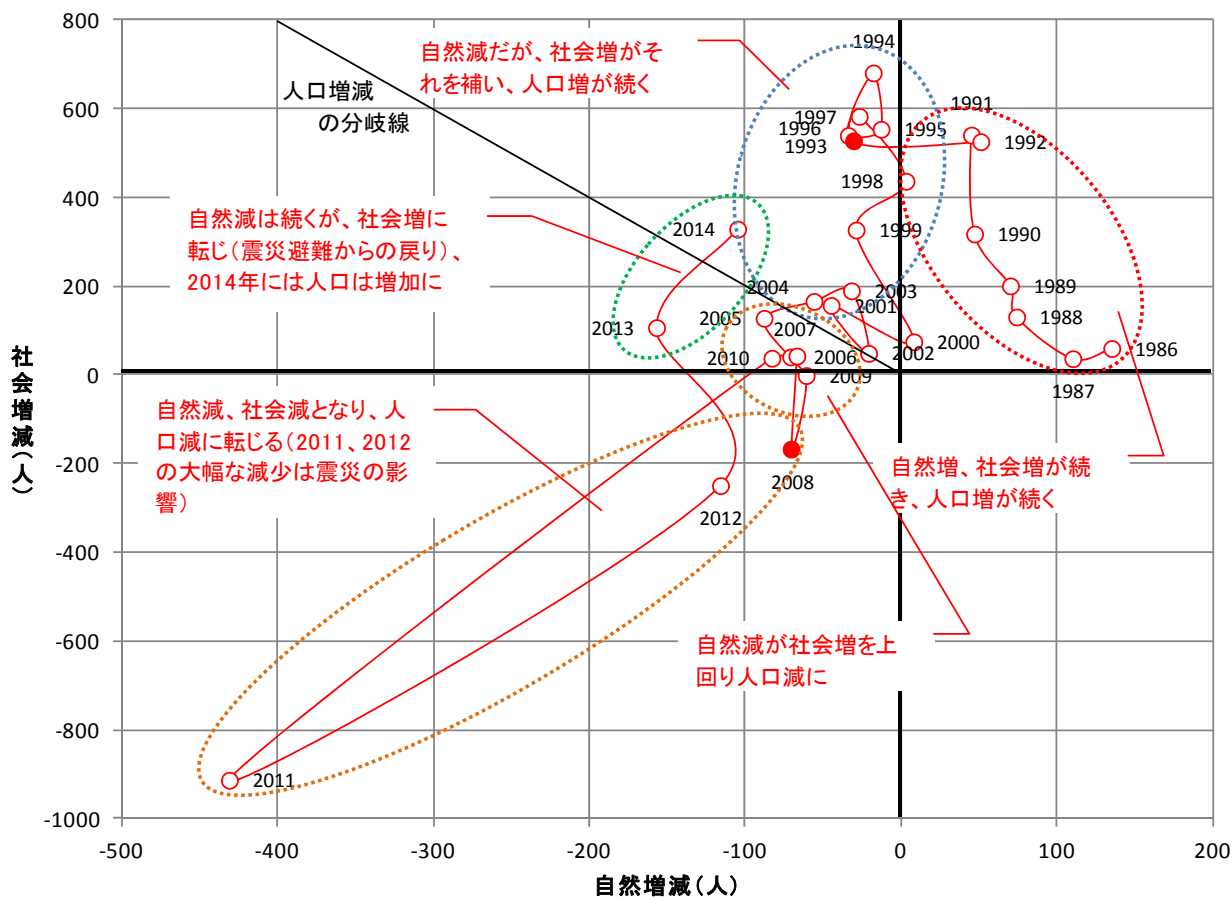 800
600
400
200
0
-200
-400
-600
-800
-1000
-500
-400
-300
-200
-100
0
100
200
社会増減(人)
自然増減(人)
人口増減
の分岐線
自然減だが、社会増がそ
れを補い、人口増が続く
自然減は続くが、社会増に
転じ(震災避難からの戻り)、
2014年には人口は増加に
自然減、社会減となり、人
口減に転じる(2011、2012
の大幅な減少は震災の影
響)
自然増、社会増が続
き、人口増が続く
自然減が社会増を上
回り人口減に
1994
1997
1996
1993
1995
1991
1992
1998
1999
1990
1989
1988
1986
1987
2014
2013
2004
2003
2005
2001
2007
2000
2010
2006
2002
2009
2008
2012
2011